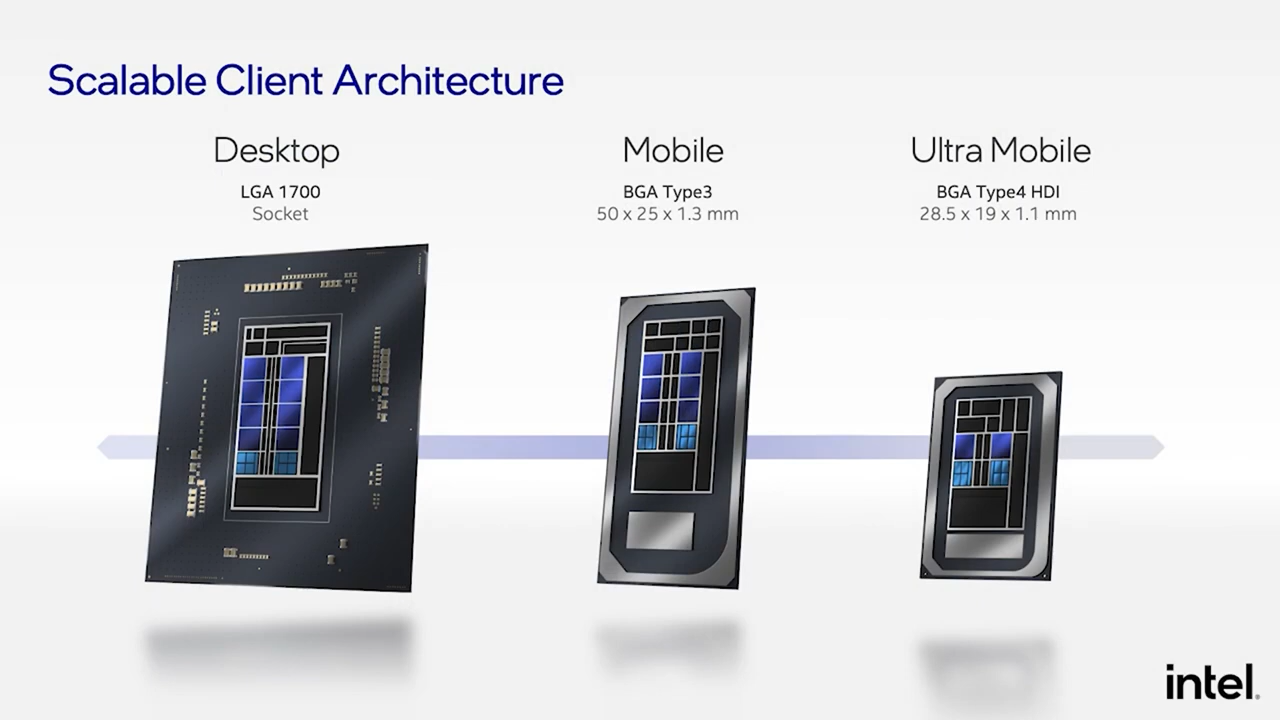 Scalable Client Architecture
Desktop
LGA 1700
Socket
Mobile
BGA Type3
50 x 25 x 1.3 mm
Ultra Mobile
BGA Type4 HDI
28.5 x 19 x 1.1 mm
intel.